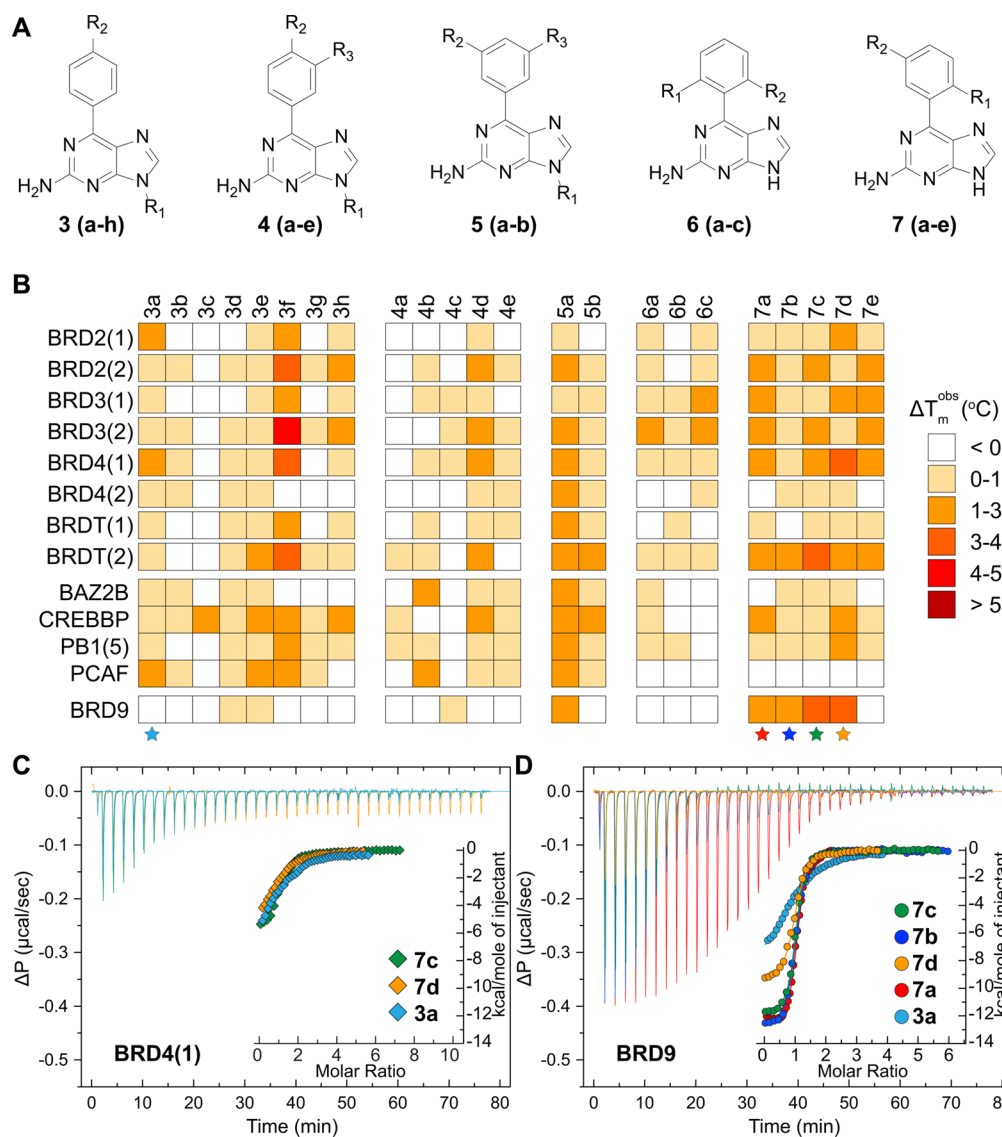 A
R2
R2
R3
R2
R3
R1
R2
R2
R1
N
N
H2N
N
N
R1
N
N
H2N
N
N
R1
N
N
H2N
N
N
R1
N
N
H2N
N
N
H
N
N
H2N
N
N
H
3 (a-h)
4 (a-e)
5 (a-b)
6 (a-c)
7 (a-e)
B
3a 3b 3c 3d 3e 3f 3g 3h 4a 4b 4c 4d 4e 5a 5b 6a 6b 6c 7a 7b 7c 7d 7e
BRD2(1)
BRD2(2)
BRD3(1)
BRD3(2)
BRD4(1)
BRD4(2)
BRDT(1)
BRDT(2)
BAZ2B
CREBBP
PB1(5)
PCAF
BRD9
ΔTm obs (°C)
< 0
0-1
1-3
3-4
4-5
> 5
C
0.0
-0.1
-0.2
-0.3
-0.4
-0.5
ΔP (µcal/sec)
0
-2
-4
-6
-8
-10
-12
-14
kcal/mole of injectant
7c
7d
3a
BRD4(1)
0 2 4 6 8 10
Molar Ratio
0 10 20 30 40 50 60 70 80
Time (min)
D
0.0
-0.1
-0.2
-0.3
-0.4
-0.5
ΔP (µcal/sec)
0
-2
-4
-6
-8
-10
-12
-14
kcal/mole of injectant
7c
7b
7d
7a
3a
BRD9
0 1 2 3 4 5 6
Molar Ratio
0 10 20 30 40 50 60 70 80
Time (min)